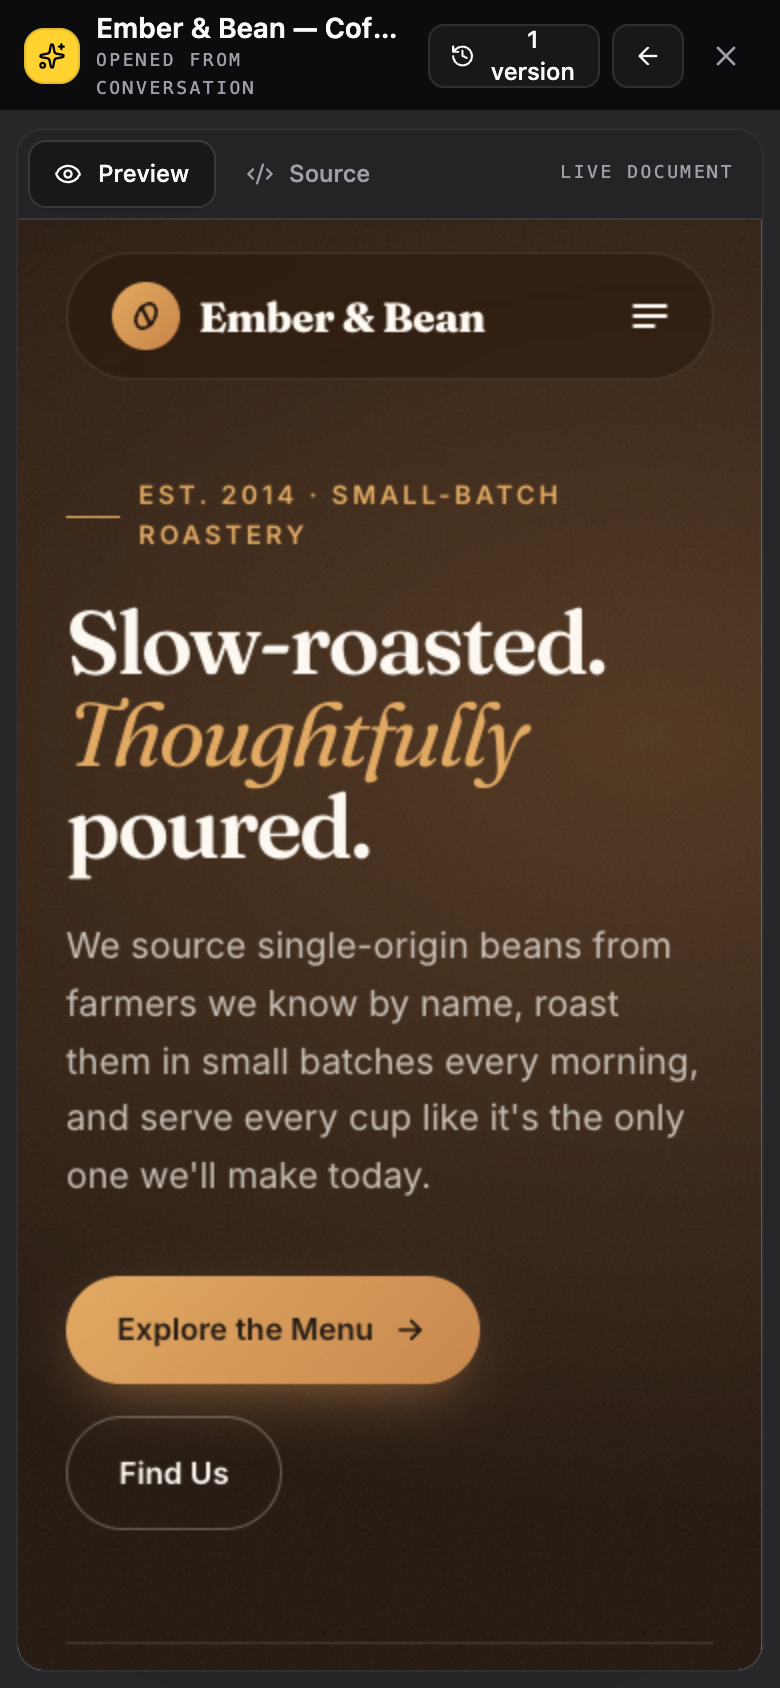 Ember & Bean — Cof...
OPENED FROM
CONVERSATION
1
version
Preview
Source
LIVE DOCUMENT
Ember & Bean
EST. 2014 · SMALL-BATCH
ROASTERY
Slow-roasted.
Thoughtfully
poured.
We source single-origin beans from
farmers we know by name, roast
them in small batches every morning,
and serve every cup like it's the only
one we'll make today.
Explore the Menu →
Find Us